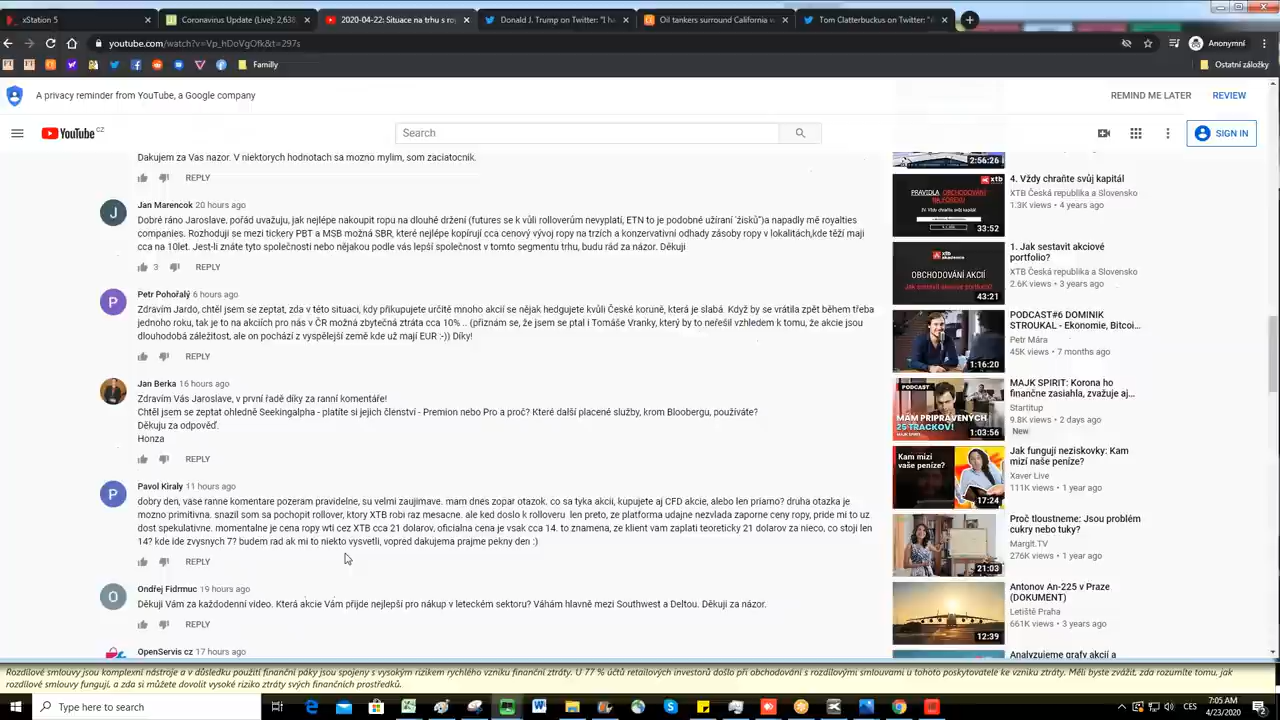 xStation 5
Coronavirus Update (Live): 2,638
2020-04-22: Situace na trhu s ro
Donald J. Trump on Twitter: "I ha
Oil tankers surround California w
Tom Clatterbuckus on Twitter: "d
youtube.com/watch?v=Vp_hDoVgOfk&t=297s
Anonymní
Familly
Ostatní záložky
A privacy reminder from YouTube, a Google company
REMIND ME LATER
REVIEW
YouTube CZ
Search
SIGN IN
Dakujem za Vas nazor. V niektorych hodnotach sa mozno mylim, som zaciatocnik.
REPLY
Jan Marencok 20 hours ago
Dobré ráno Jaroslave, pořád uvažuju, jak nejlépe nakoupit ropu na dlouhé držení (futures se k vůli rolloverům nevyplatí, ETN to je podobné užíraní 'zisků")a napadly mě royalties
companies. Rozhoduji se mezi tickery PBT a MSB možná SBR, které nejlépe kopírují cca cenový vývoj ropy na trzích a konzervativní odhady zásoby ropy v lokalitách,kde těží mají
cca na 10let. Jest-li znáte tyto společnosti nebo nějakou podle vás lepší společnost v tomto segmentu trhu, budu rád za názor. Děkuji
3 REPLY
Petr Pohořalý 6 hours ago
Zdravím Jardo, chtěl jsem se zeptat, zda v této situaci, kdy přikupujete určité mnoho akcií se nějak hedgujete kvůli České koruně, která je slabá. Když by se vrátila zpět během třeba
jednoho roku, tak je to na akciích pro nás v ČR možná zbytečná ztráta cca 10% .. (přiznám se, že jsem se ptal i Tomáše Vranky, který by to neřešil vzhledem k tomu, že akcie jsou
dlouhodobá záležitost, ale on pochází z vyspělejší země kde už mají EUR :-)) Díky!
REPLY
Jan Berka 16 hours ago
Zdravím Vás Jaroslave, v první řadě díky za ranní komentáře!
Chtěl jsem se zeptat ohledně Seekingalpha - platíte si jejich členství - Premion nebo Pro a proč? Které další placené služby, krom Bloobergu, používáte?
Děkuju za odpověď.
Honza
REPLY
Pavol Kiraly 11 hours ago
dobry den, vase ranne komentare pozeram pravidelne, velmi zaujimave. mam dnes zopar otazok. co sa tyka akcii, kupujete aj CFD akcie, alebo len priamo? druha otazka je
mozno primitivna. snazil som sa pochopit rollover, ktory XTB robi raz mesacne. ale ked doslo k rolloveru len preto, ze platforma udajne nezvlada zaporne ceny ropy, pride mi to uz
dost spekulativne. momentalne je cena ropy wti cez XTB cca 21 dolarov, oficialna cena je vsak cca 14. to znamena, ze klient vam zaplati teoreticky 21 dolarov za nieco, co stoji len
14? kde ide zvysnych 7? budem rad ak mi to niekto vysvetli, vopred dakujema prajme pekny den :)
REPLY
Ondřej Fidrmuc 19 hours ago
Děkuji Vám za každodenní video. Která akcie Vám přijde nejlepší pro nákup v leteckém sektoru? Váhám hlavně mezi Southwest a Deltou. Děkuji za názor.
REPLY
OpenServis cz 17 hours ago
2:56:26
PRAVIDLA OBCHODOVÁNÍ
NA FOREXU
33:52
4. Vždy chraňte svůj kapitál
XTB Česká republika a Slovensko
1.3K views • 4 years ago
xtb
akademie
OBCHODOVÁNÍ AKCIÍ
Jak sestavit akciové portfolio?
43:21
1. Jak sestavit akciové
portfolio?
XTB Česká republika a Slovensko
2.6K views • 3 years ago
1:16:20
PODCAST#6 DOMINIK
STROUKAL - Ekonomie, Bitcoi...
Petr Mára
45K views • 7 months ago
PODCAST
MÁM PRIPRAVENÝCH
25 TRACKOV!
1:03:56
MAJK SPIRIT: Korona ho
finančne zasiahla, zvažuje aj...
Startitup
9.8K views • 2 days ago
New
Kam mizí
vaše peníze?
17:24
Jak fungují neziskovky: Kam
mizí naše peníze?
Xaver Live
111K views • 1 year ago
21:03
Proč tloustneme: Jsou problém
cukry nebo tuky?
Margit.TV
276K views • 1 year ago
12:39
Antonov An-225 v Praze
(DOKUMENT)
Letiště Praha
661K views • 3 years ago
Analyzujeme grafy akcií a
Rozdílové smlouvy jsou komplexní nástroje a v důsledku použití finanční páky jsou spojeny s vysokým rizikem rychlého vzniku finanční ztráty. U 77 % účtů retailových investorů došlo při obchodování s rozdílovými smlouvami u tohoto poskytovatele ke vzniku ztráty. Měli byste zvážit, zda rozumíte tomu, jak
rozdílové smlouvy fungují, a zda si můžete dovolit vysoké riziko ztráty svých finančních prostředků.
Type here to search
CES
7:05 AM
4/23/2020